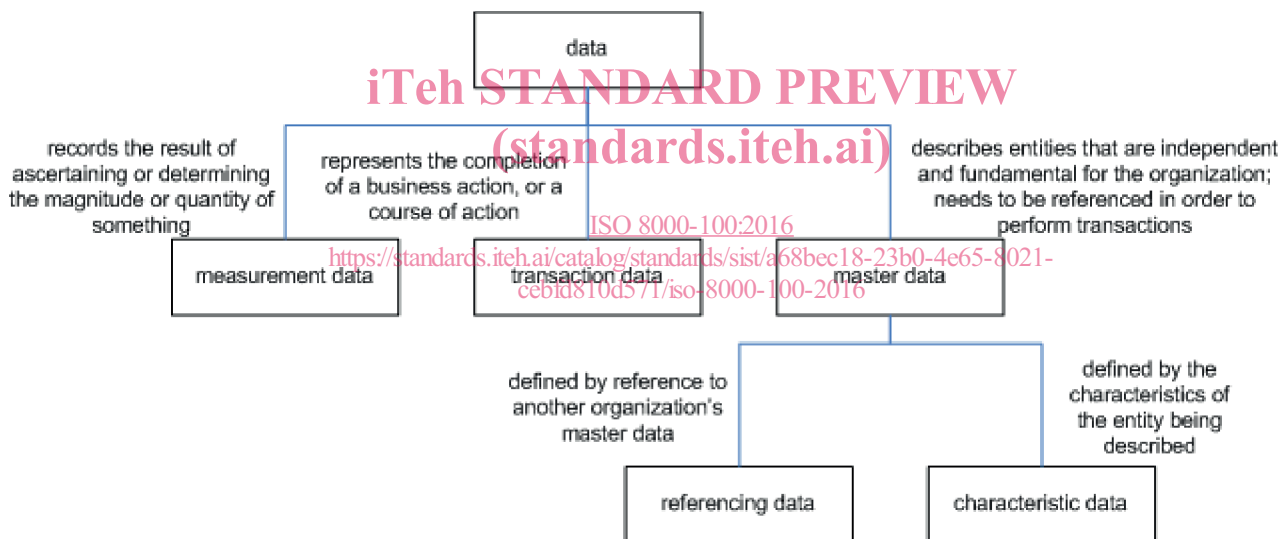 data
iTeh STANDARD PREVIEW
(standards.iteh.ai)
records the result of
ascertaining or determining
the magnitude or quantity of
something
represents the completion
of a business action, or a
course of action
describes entities that are independent
and fundamental for the organization;
needs to be referenced in order to
perform transactions
ISO 8000-100:2016
https://standards.iteh.ai/catalog/standards/sist/a68bec18-23b0-4e65-8021-
cebfd810d571/iso-8000-100-2016
measurement data
transaction data
master data
defined by reference to
another organization's
master data
defined by the
characteristics of
the entity being
described
referencing data
characteristic data